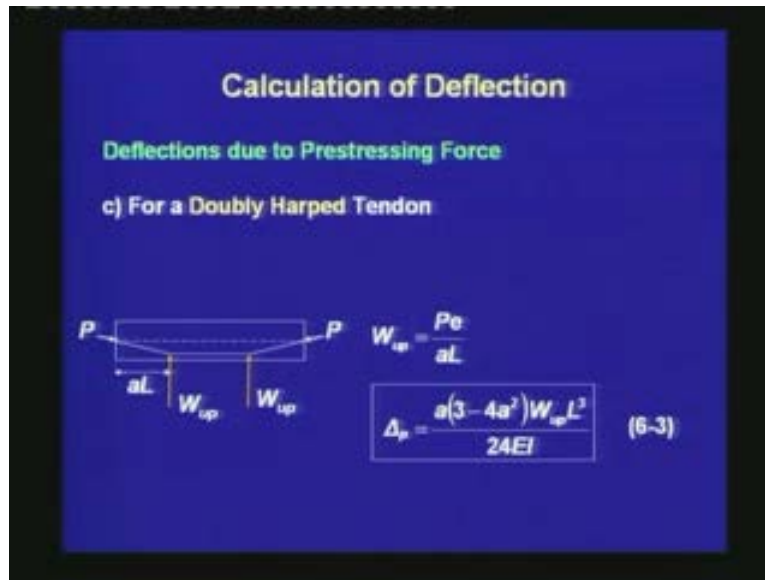 Calculation of Deflection
Deflections due to Prestressing Force
c) For a Doubly Harped Tendon
P
P
aL
W_up
W_up
W_up = Pe / aL
Δ_p = a(3 – 4a²)W_up L³ / 24EI (6-3)